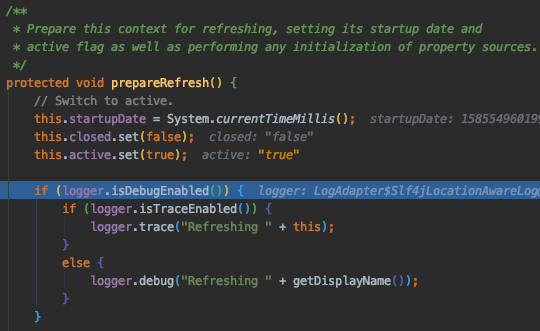 /**
 * Prepare this context for refreshing, setting its startup date and
 * active flag as well as performing any initialization of property sources.
 */
protected void prepareRefresh() {
    // Switch to active.
    this.startupDate = System.currentTimeMillis();  startupDate: 158554960199
    this.closed.set(false);  closed: "false"
    this.active.set(true);  active: "true"

    if (logger.isDebugEnabled()) {  logger: LogAdapter$Slf4jLocationAwareLog
        if (logger.isTraceEnabled()) {
            logger.trace("Refreshing " + this);
        }
        else {
            logger.debug("Refreshing " + getDisplayName());
        }
    }